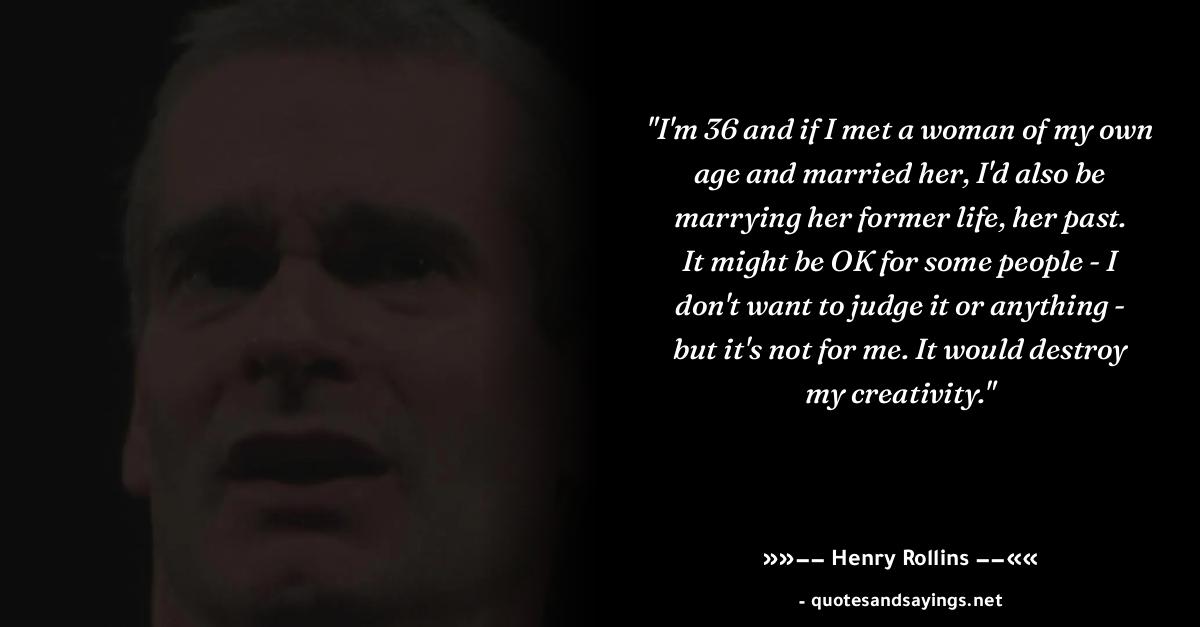 "I'm 36 and if I met a woman of my own
age and married her, I'd also be
marrying her former life, her past.
It might be OK for some people - I
don't want to judge it or anything -
but it's not for me. It would destroy
my creativity."
»»−− Henry Rollins −−««
- quotesandsayings.net